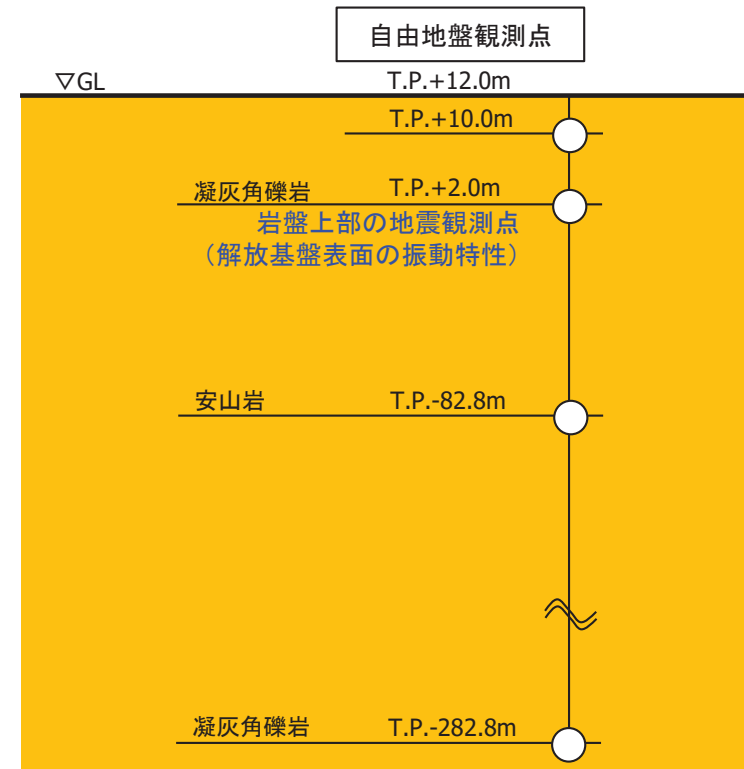 自由地盤観測点
▽GL T.P.+12.0m
T.P.+10.0m
凝灰角礫岩 T.P.+2.0m
岩盤上部の地震観測点
（解放基盤表面の振動特性）
安山岩 T.P.-82.8m
凝灰角礫岩 T.P.-282.8m